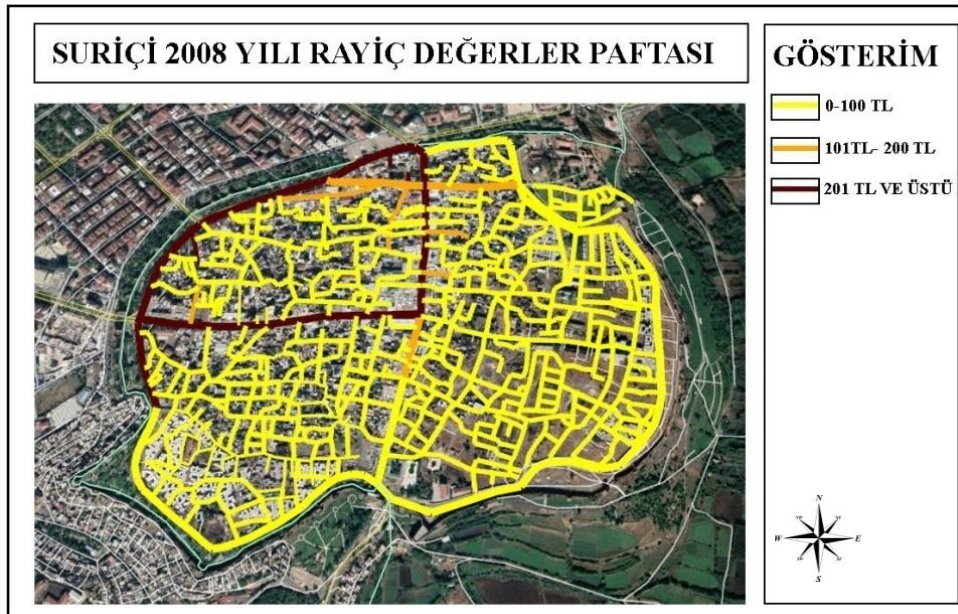 SURİÇİ 2008 YILI RAYİÇ DEĞERLER PAFTASI
GÖSTERİM
0-100 TL
101TL- 200 TL
201 TL VE ÜSTÜ
N
W
E
S